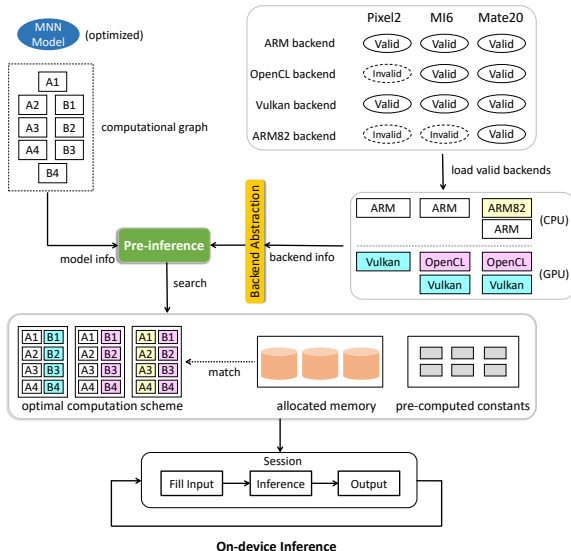 MNN
Model
(optimized)
A1
A2 B1
A3 B2
A4 B3
B4
computational graph
Pixel2 MI6 Mate20
ARM backend Valid Valid Valid
OpenCL backend Invalid Valid Valid
Vulkan backend Valid Valid Valid
ARM82 backend Invalid Invalid Valid
load valid backends
ARM ARM ARM82
ARM
(CPU)
Vulkan OpenCL OpenCL
Vulkan Vulkan
(GPU)
Backend Abstraction
backend info
Pre-inference
model info
search
A1 B1 A1 B1 A1 B1
A2 B2 A2 B2 A2 B2
A3 B3 A3 B3 A3 B3
A4 B4 A4 B4 A4 B4
match
optimal computation scheme
allocated memory
pre-computed constants
Session
Fill Input
Inference
Output
On-device Inference